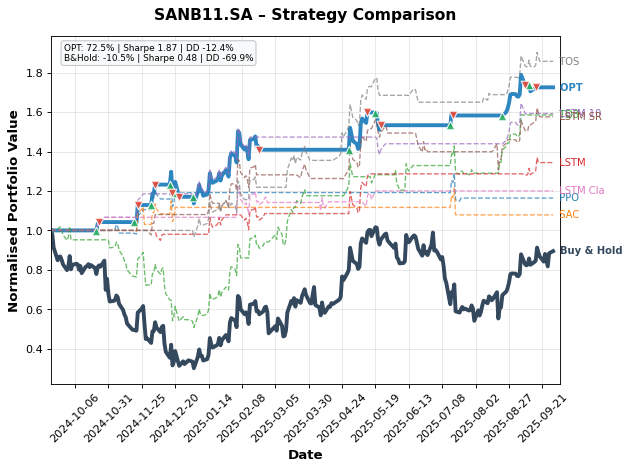 SANB11.SA – Strategy Comparison
OPT: 72.5% | Sharpe 1.87 | DD -12.4%
B&Hold: -10.5% | Sharpe 0.48 | DD -69.9%
Normalised Portfolio Value
1.8
1.6
1.4
1.2
1.0
0.8
0.6
0.4
TOS
OPT
LSTM SR
LSTM
LSTM Cla
PPO
SAC
Buy & Hold
2024-10-06
2024-10-31
2024-11-25
2024-12-20
2025-01-14
2025-02-08
2025-03-05
2025-03-30
2025-04-24
2025-05-19
2025-06-13
2025-07-08
2025-08-02
2025-08-27
2025-09-21
Date